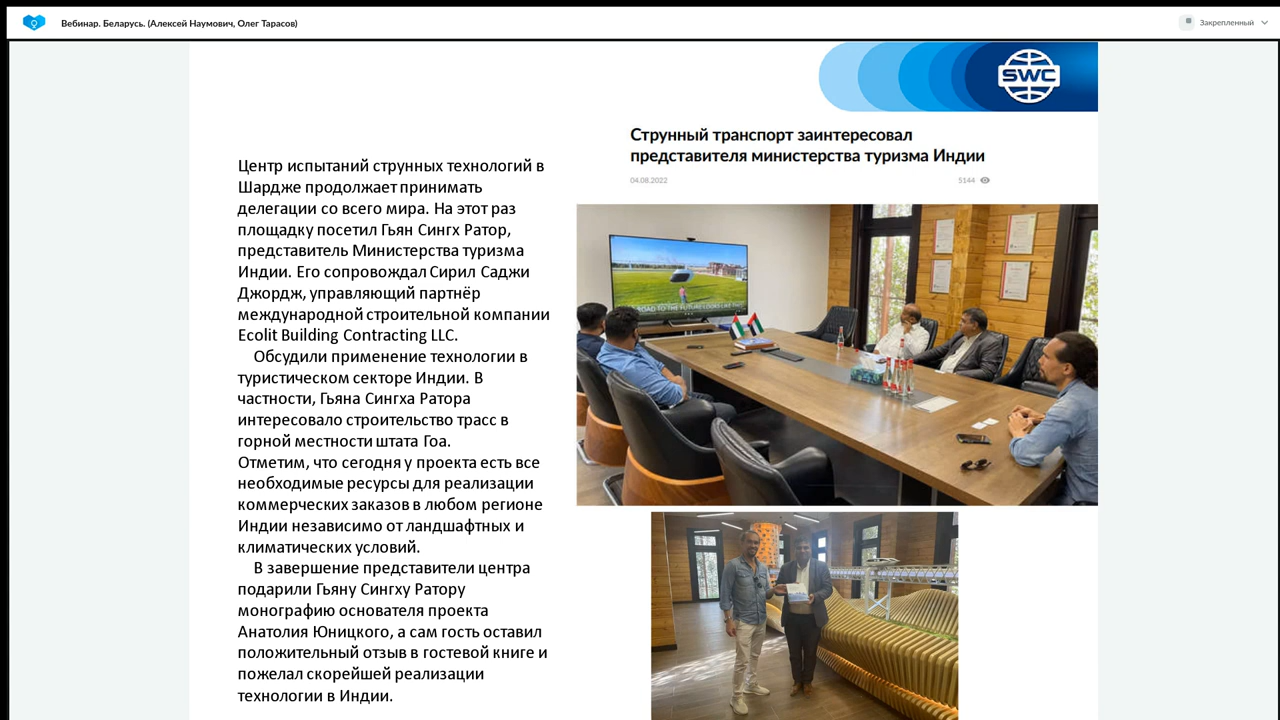 Вебинар. Беларусь. (Алексей Наумович, Олег Тарасов)
Закрепленный
SWC
Струнный транспорт заинтересовал
представителя министерства туризма Индии
04.08.2022
5144
Центр испытаний струнных технологий в
Шардже продолжает принимать
делегации со всего мира. На этот раз
площадку посетил Гьян Сингх Ратор,
представитель Министерства туризма
Индии. Его сопровождал Сирил Саджи
Джордж, управляющий партнёр
международной строительной компании
Ecolit Building Contracting LLC.
Обсудили применение технологии в
туристическом секторе Индии. В
частности, Гьяна Сингха Ратора
интересовало строительство трасс в
горной местности штата Гоа.
Отметим, что сегодня у проекта есть все
необходимые ресурсы для реализации
коммерческих заказов в любом регионе
Индии независимо от ландшафтных и
климатических условий.
В завершение представители центра
подарили Гьяну Сингху Ратору
монографию основателя проекта
Анатолия Юницкого, а сам гость оставил
положительный отзыв в гостевой книге и
пожелал скорейшей реализации
технологии в Индии.
ROAD TO THE FUTURE LOOKS LIKE